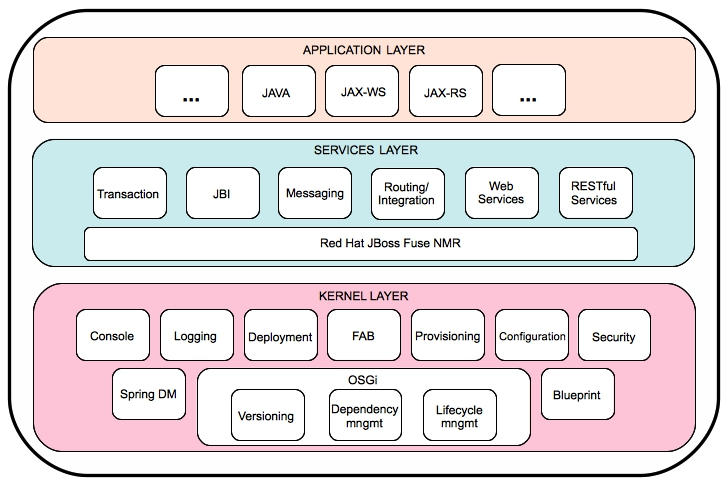 APPLICATION LAYER
...
JAVA
JAX-WS
JAX-RS
...
SERVICES LAYER
Transaction
JBI
Messaging
Routing/
Integration
Web
Services
RESTful
Services
Red Hat JBoss Fuse NMR
KERNEL LAYER
Console
Logging
Deployment
FAB
Provisioning
Configuration
Security
Spring DM
OSGi
Versioning
Dependency
mngmt
Lifecycle
mngmt
Blueprint